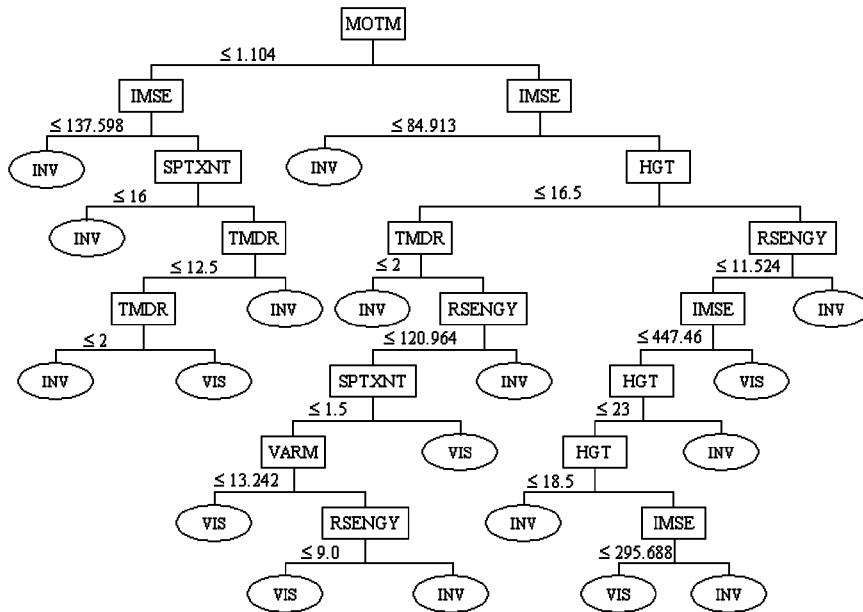 MOTM
≤ 1.104
IMSE IMSE
≤ 137.598 ≤ 84.913
INV SPTXNT INV HGT
≤ 16 ≤ 16.5
INV TMDR TMDR RSENGY
≤ 12.5 ≤ 2 ≤ 11.524
TMDR INV INV RSENGY IMSE INV
≤ 2 ≤ 120.964 ≤ 447.46
INV VIS SPTXNT INV HGT VIS
≤ 1.5 ≤ 23
VARM VIS HGT INV
≤ 13.242 ≤ 18.5
VIS RSENGY INV IMSE
≤ 9.0 ≤ 295.688
VIS INV VIS INV